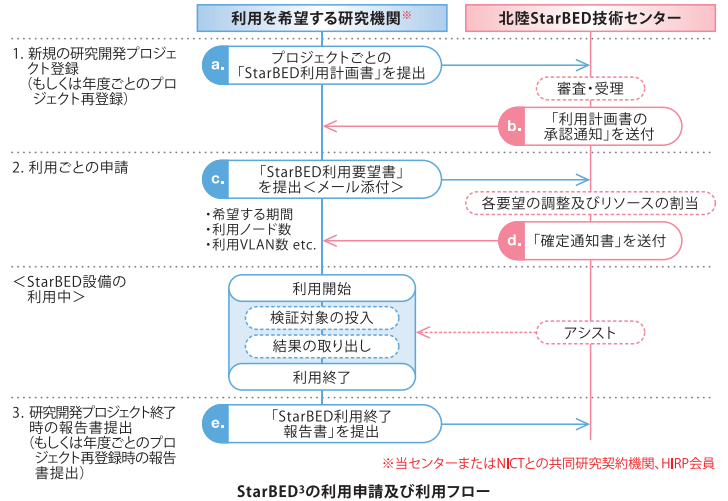 利用を希望する研究機関※
北陸StarBED技術センター
1. 新規の研究開発プロジェ
クト登録
(もしくは年度ごとのプロ
ジェクト再登録)
a.
プロジェクトごとの
「StarBED利用計画書」を提出
審査・受理
b.
「利用計画書の
承認通知」を送付
2. 利用ごとの申請
c.
「StarBED利用要望書」
を提出<メール添付>
・希望する期間
・利用ノード数
・利用VLAN数 etc.
各要望の調整及びリソースの割当
d.
「確定通知書」を送付
<StarBED設備の
利用中>
利用開始
検証対象の投入
結果の取り出し
利用終了
アシスト
3. 研究開発プロジェクト終了
時の報告書提出
(もしくは年度ごとのプロ
ジェクト再登録時の報告
書提出)
e.
「StarBED利用終了
報告書」を提出
※当センターまたはNICTとの共同研究契約機関、HIRP会員
StarBED³の利用申請及び利用フロー